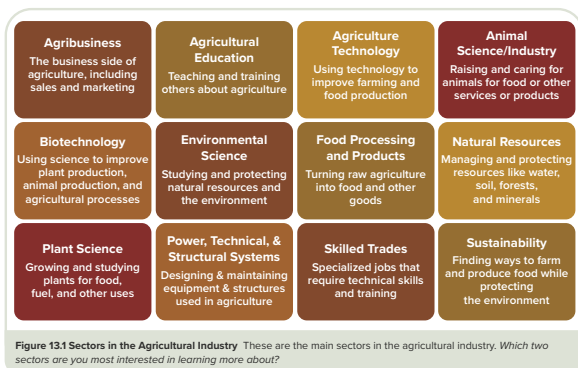 Agribusiness
The business side of
agriculture, including
sales and marketing
Agricultural
Education
Teaching and training
others about agriculture
Agriculture
Technology
Using technology to
improve farming and
food production
Animal
Science/Industry
Raising and caring for
animals for food or other
services or products
Biotechnology
Using science to improve
plant production,
animal production, and
agricultural processes
Environmental
Science
Studying and protecting
natural resources and
the environment
Food Processing
and Products
Turning raw agriculture
into food and other
goods
Natural Resources
Managing and protecting
resources like water,
soil, forests,
and minerals
Plant Science
Growing and studying
plants for food,
fuel, and other uses
Power, Technical, &
Structural Systems
Designing & maintaining
equipment & structures
used in agriculture
Skilled Trades
Specialized jobs that
require technical skills
and training
Sustainability
Finding ways to farm
and produce food while
protecting
the environment
Figure 13.1 Sectors in the Agricultural Industry These are the main sectors in the agricultural industry. Which two
sectors are you most interested in learning more about?